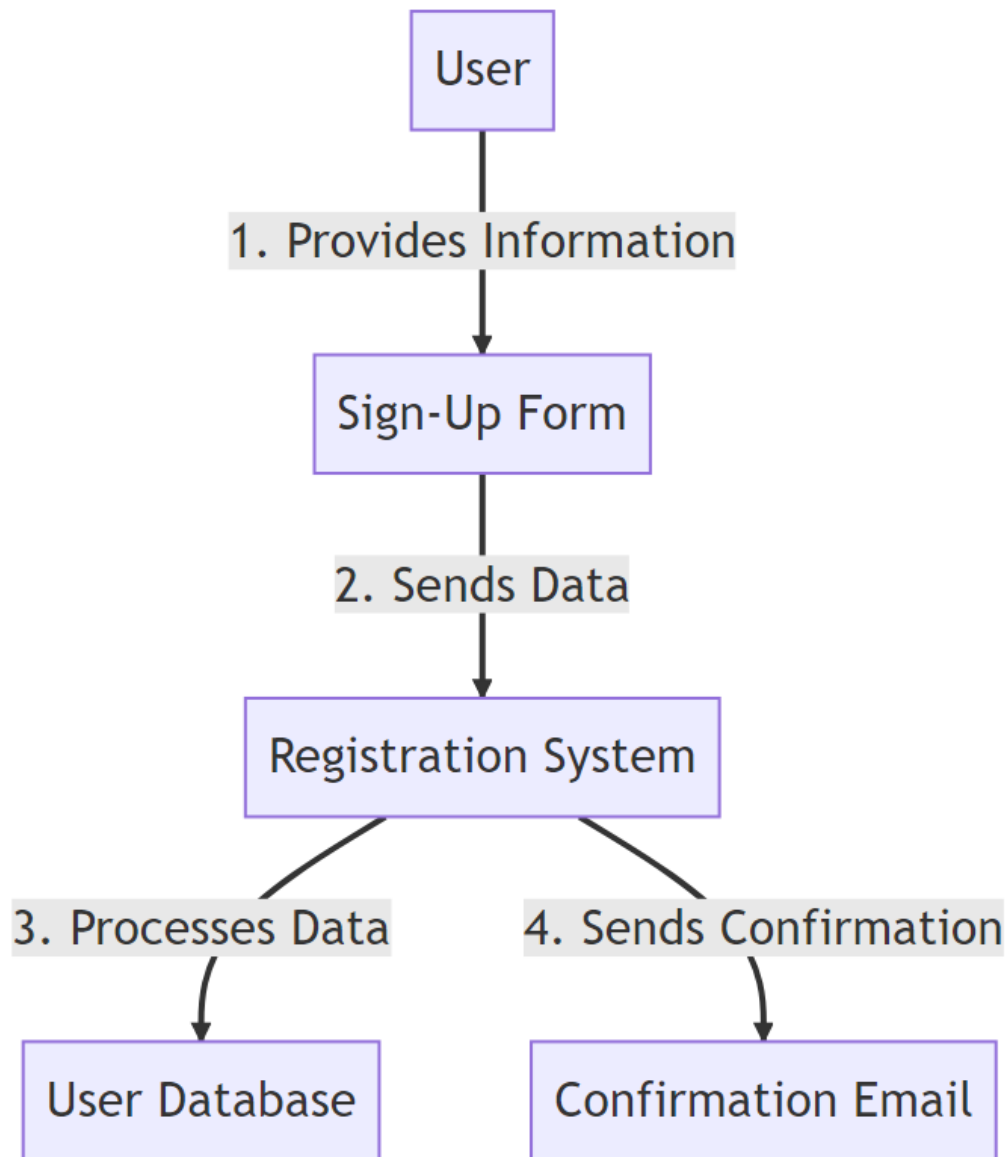 User
1. Provides Information
Sign-Up Form
2. Sends Data
Registration System
3. Processes Data
4. Sends Confirmation
User Database
Confirmation Email